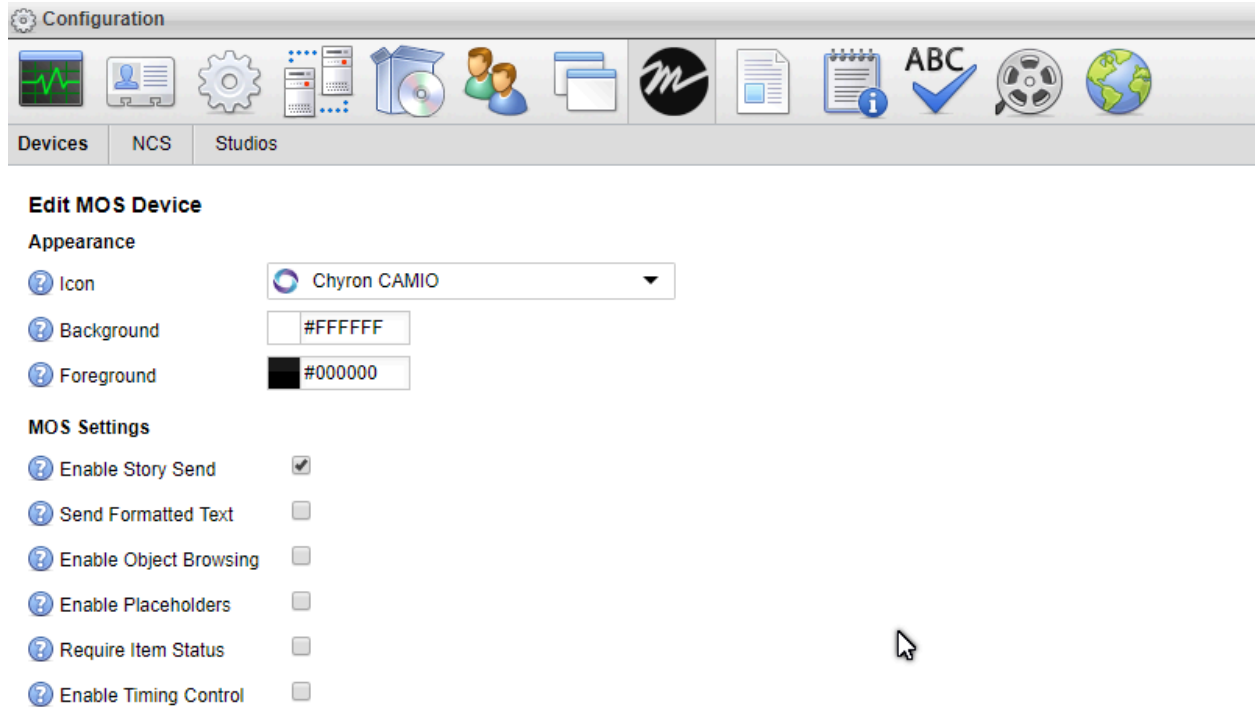 Configuration
ABC
Devices NCS Studios
Edit MOS Device
Appearance
Icon Chyron CAMIO
Background #FFFFFF
Foreground #000000
MOS Settings
Enable Story Send
Send Formatted Text
Enable Object Browsing
Enable Placeholders
Require Item Status
Enable Timing Control